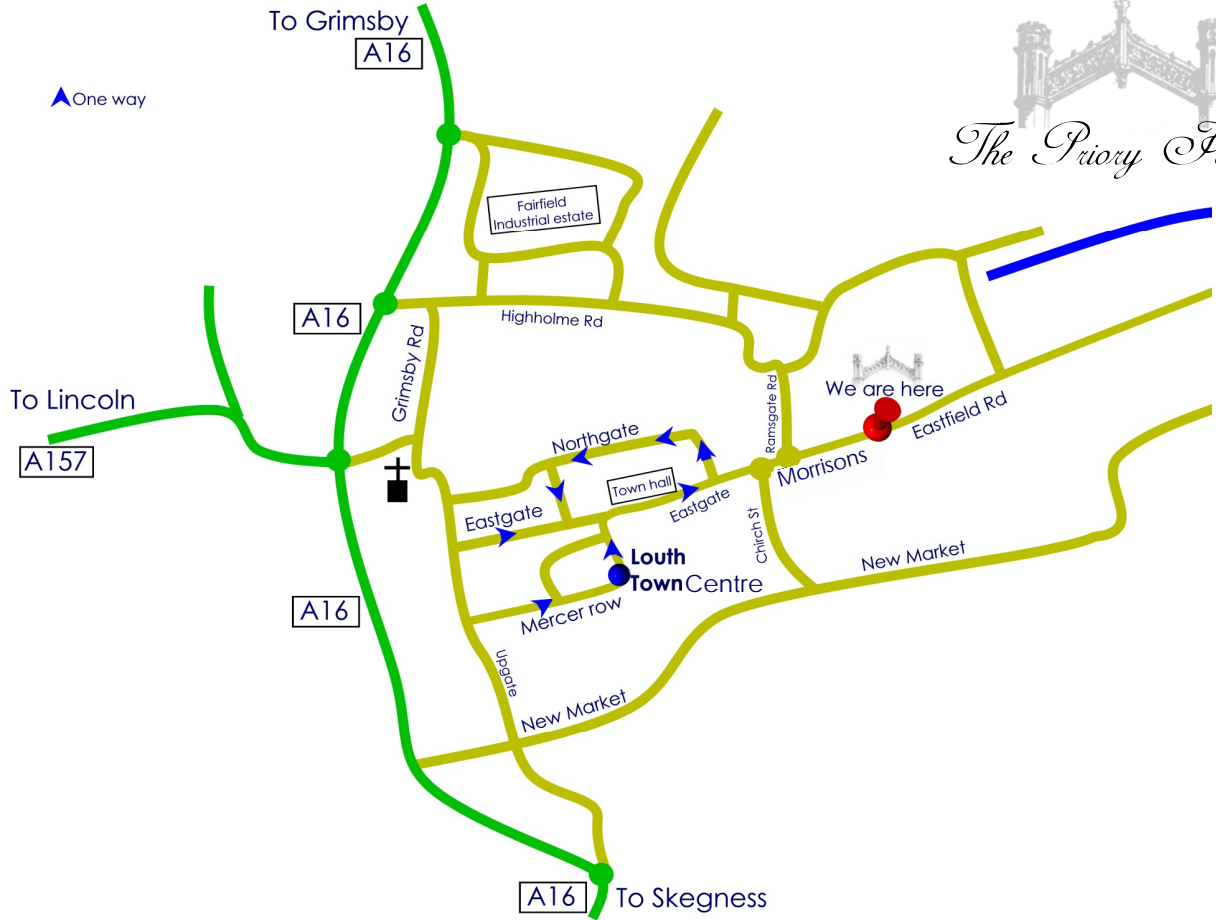 To Grimsby
A16
One way
The Priory
Fairfield
Industrial estate
A16
Highholme Rd
Grimsby Rd
To Lincoln
A157
Ramsgate Rd
We are here
Eastfield Rd
Northgate
Morrisons
Town hall
Eastgate
Eastgate
Chirch St
Louth
Town Centre
New Market
A16
Mercer row
Upgate
New Market
A16
To Skegness